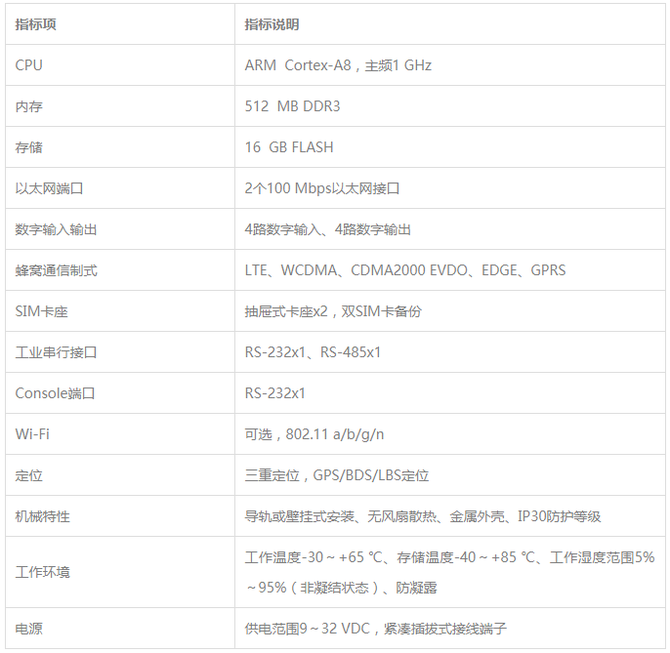 指标项 指标说明
CPU ARM Cortex-A8，主频1 GHz
内存 512 MB DDR3
存储 16 GB FLASH
以太网端口 2个100 Mbps以太网接口
数字输入输出 4路数字输入、4路数字输出
蜂窝通信制式 LTE、WCDMA、CDMA2000 EVDO、EDGE、GPRS
SIM卡座 抽屉式卡座x2，双SIM卡备份
工业串行接口 RS-232x1、RS-485x1
Console端口 RS-232x1
Wi-Fi 可选，802.11 a/b/g/n
定位 三重定位，GPS/BDS/LBS定位
机械特性 导轨或壁挂式安装、无风扇散热、金属外壳、IP30防护等级
工作环境 工作温度-30～+65 ℃、存储温度-40～+85 ℃、工作湿度范围5%
～95%（非凝结状态）、防凝露
电源 供电范围9～32 VDC，紧凑插拔式接线端子